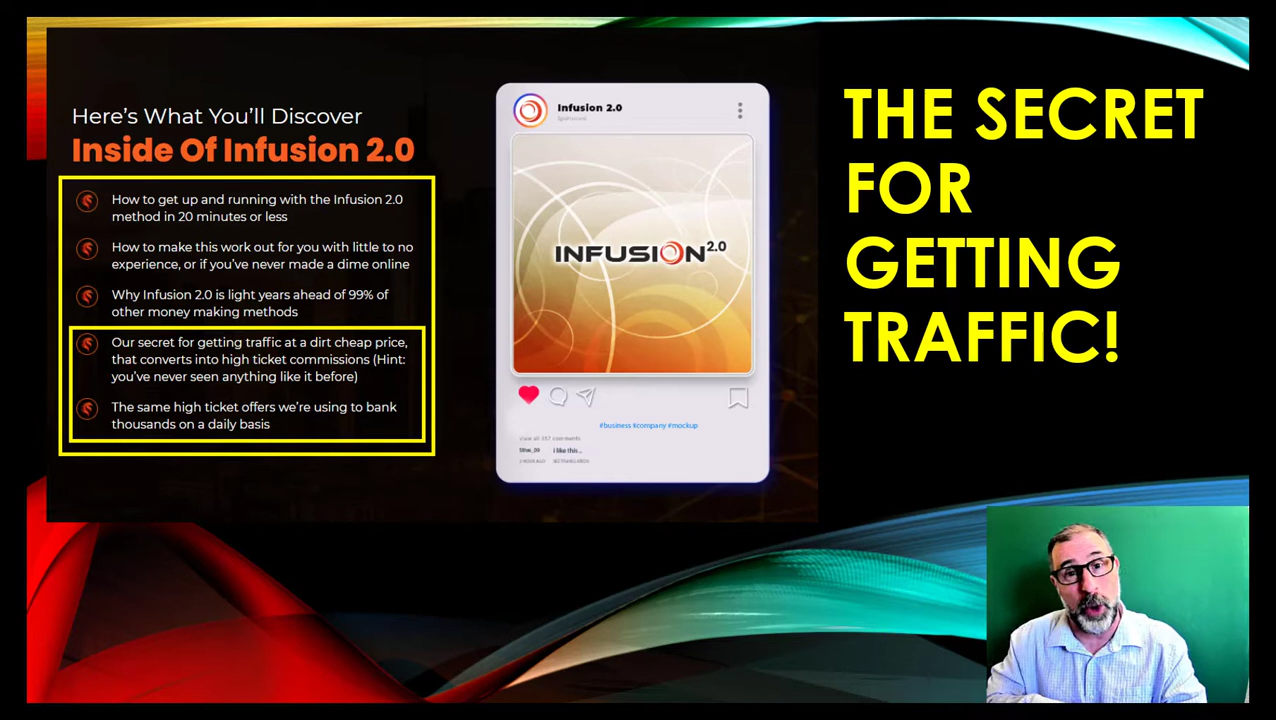 Here's What You'll Discover
Inside Of Infusion 2.0
How to get up and running with the Infusion 2.0
method in 20 minutes or less
How to make this work out for you with little to no
experience, or if you've never made a dime online
Why Infusion 2.0 is light years ahead of 99% of
other money making methods
Our secret for getting traffic at a dirt cheap price,
that converts into high ticket commissions (Hint:
you've never seen anything like it before)
The same high ticket offers we're using to bank
thousands on a daily basis
Infusion 2.0
INFUSION 2.0
#business #company #mockup
view all 357 comments
i like this...
THE SECRET
FOR
GETTING
TRAFFIC!